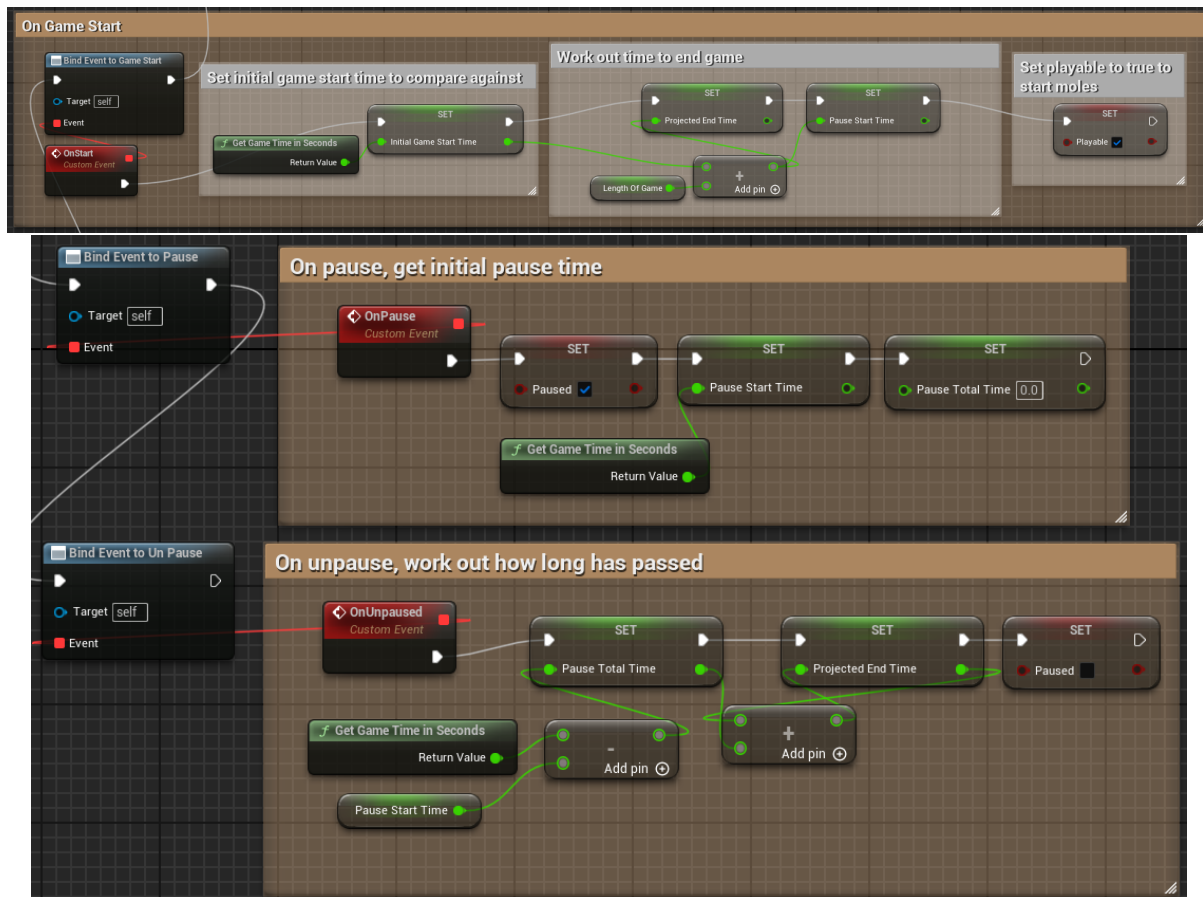 On Game Start
Bind Event to Game Start
Target self
Event
OnStart
Custom Event
Set initial game start time to compare against
Get Game Time in Seconds
Return Value
SET
Initial Game Start Time
Work out time to end game
SET
Projected End Time
SET
Pause Start Time
Length Of Game
+
Add pin
Set playable to true to
start moles
SET
Playable
Bind Event to Pause
Target self
Event
On pause, get initial pause time
OnPause
Custom Event
SET
Paused
SET
Pause Start Time
SET
Pause Total Time 0.0
f Get Game Time in Seconds
Return Value
Bind Event to Un Pause
Target self
Event
On unpause, work out how long has passed
OnUnpaused
Custom Event
SET
Pause Total Time
SET
Projected End Time
SET
Paused
f Get Game Time in Seconds
Return Value
-
Add pin
+
Add pin
Pause Start Time